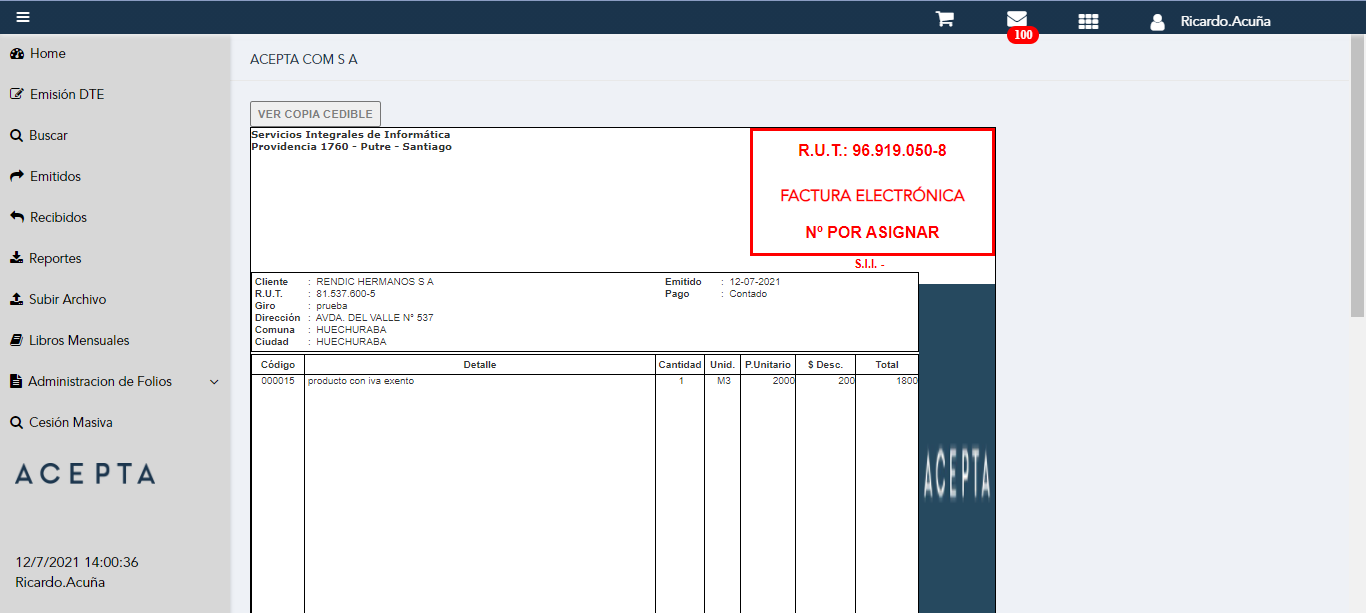 Ricardo.Acuña
100
Home
Emisión DTE
Buscar
Emitidos
Recibidos
Reportes
Subir Archivo
Libros Mensuales
Administracion de Folios
Cesión Masiva
ACEPTA
12/7/2021 14:00:36
Ricardo.Acuña
ACEPTA COM S A
VER COPIA CEDIBLE
Servicios Integrales de Informática
Providencia 1760 - Putre - Santiago
R.U.T.: 96.919.050-8
FACTURA ELECTRÓNICA
Nº POR ASIGNAR
S.I.I. -
Cliente : RENDIC HERMANOS S A Emitido : 12-07-2021
R.U.T. : 81.537.600-5 Pago : Contado
Giro : prueba
Dirección : AVDA. DEL VALLE N° 537
Comuna : HUECHURABA
Ciudad : HUECHURABA
Código Detalle Cantidad Unid. P.Unitario $ Desc. Total
000015 producto con iva exento 1 M3 2000 200 1800
ACEPTA